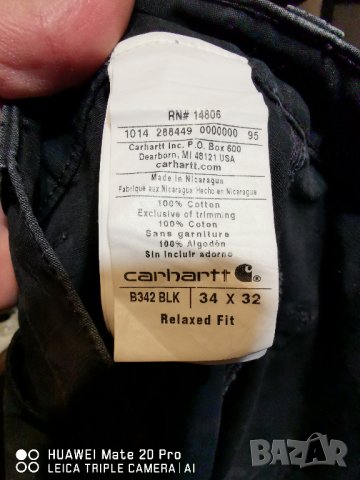 RN# 14806
1014 288449 0000000 95
Carhartt Inc. P.O. Box 600
Dearborn, MI 48121 USA
carhartt.com
Made in Nicaragua
Fabriqué aux Nicaragua Hecho en Nicaragua
100% Cotton
Exclusive of trimming
100% Coton
Sans garniture
100% Algodón
Sin incluir adorno
carhartt
B342 BLK 34 X 32
Relaxed Fit
HUAWEI Mate 20 Pro
LEICA TRIPLE CAMERA | AI
BAZAR